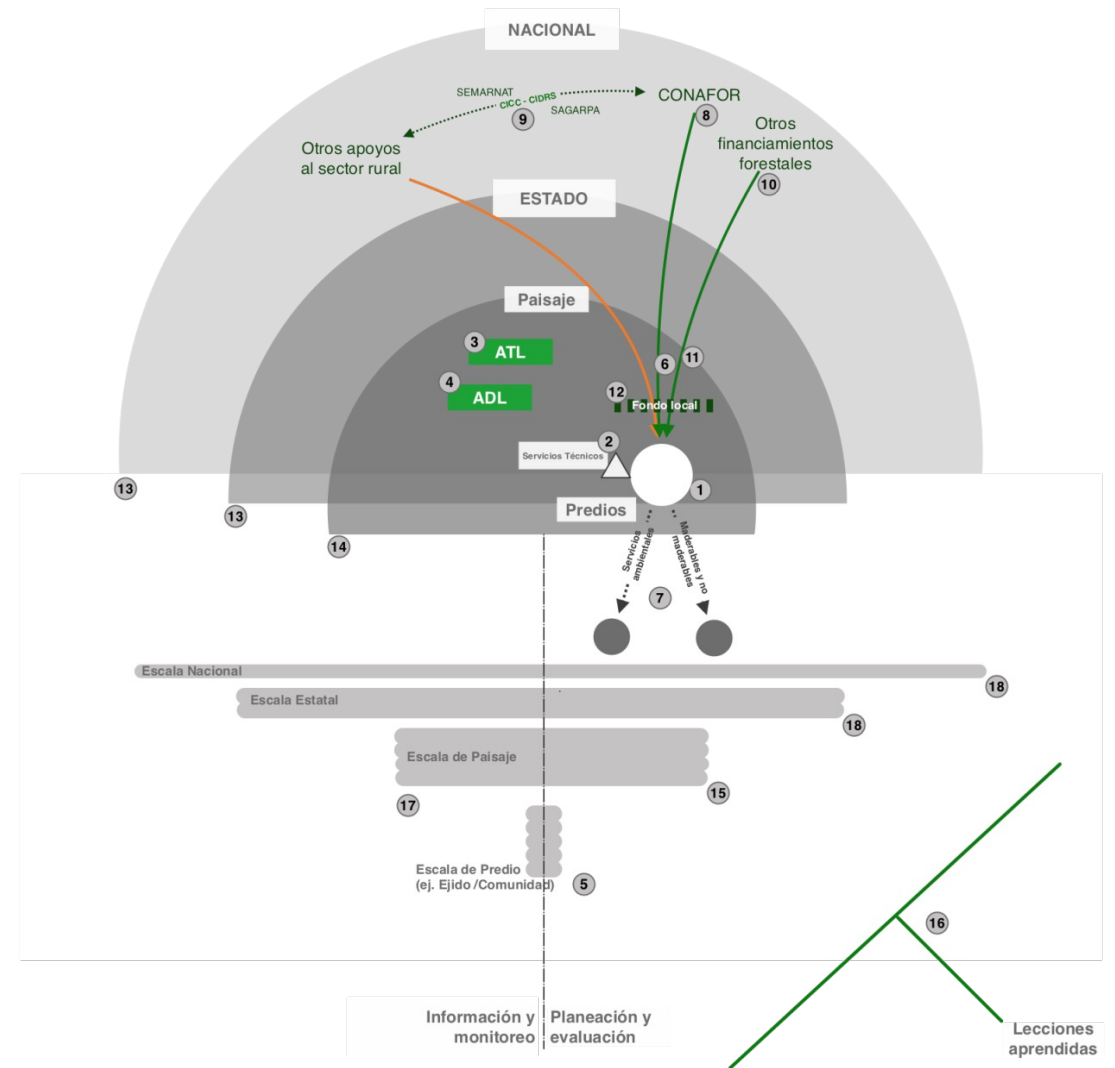 NACIONAL
SEMARNAT
CICC - CIDRS
SAGARPA
9
CONAFOR
8
Otros
financiamientos
forestales
10
Otros apoyos
al sector rural
ESTADO
Paisaje
3
ATL
4
ADL
6
11
12
Fondo local
2
Servicios Técnicos
1
Predios
13
13
14
Servicios
ambientales
Maderables y no
maderables
7
Escala Nacional
18
Escala Estatal
18
Escala de Paisaje
17
15
Escala de Predio
(ej. Ejido /Comunidad)
5
16
Información y
monitoreo
Planeación y
evaluación
Lecciones
aprendidas